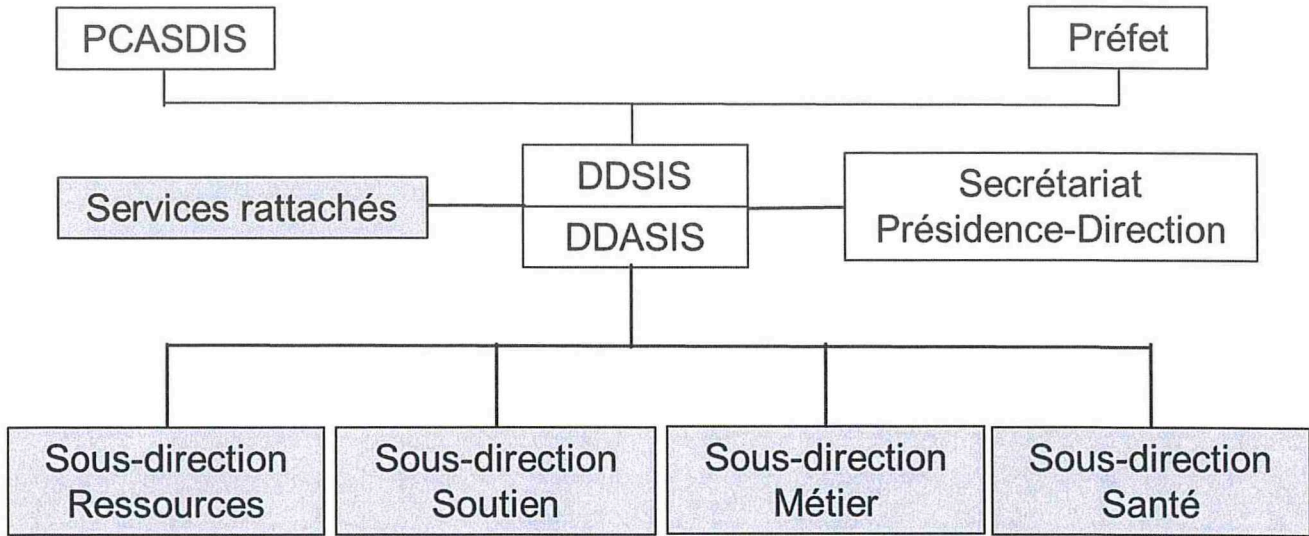 PCASDIS
Préfet
DDSIS
DDASIS
Services rattachés
Secrétariat
Présidence-Direction
Sous-direction
Ressources
Sous-direction
Soutien
Sous-direction
Métier
Sous-direction
Santé